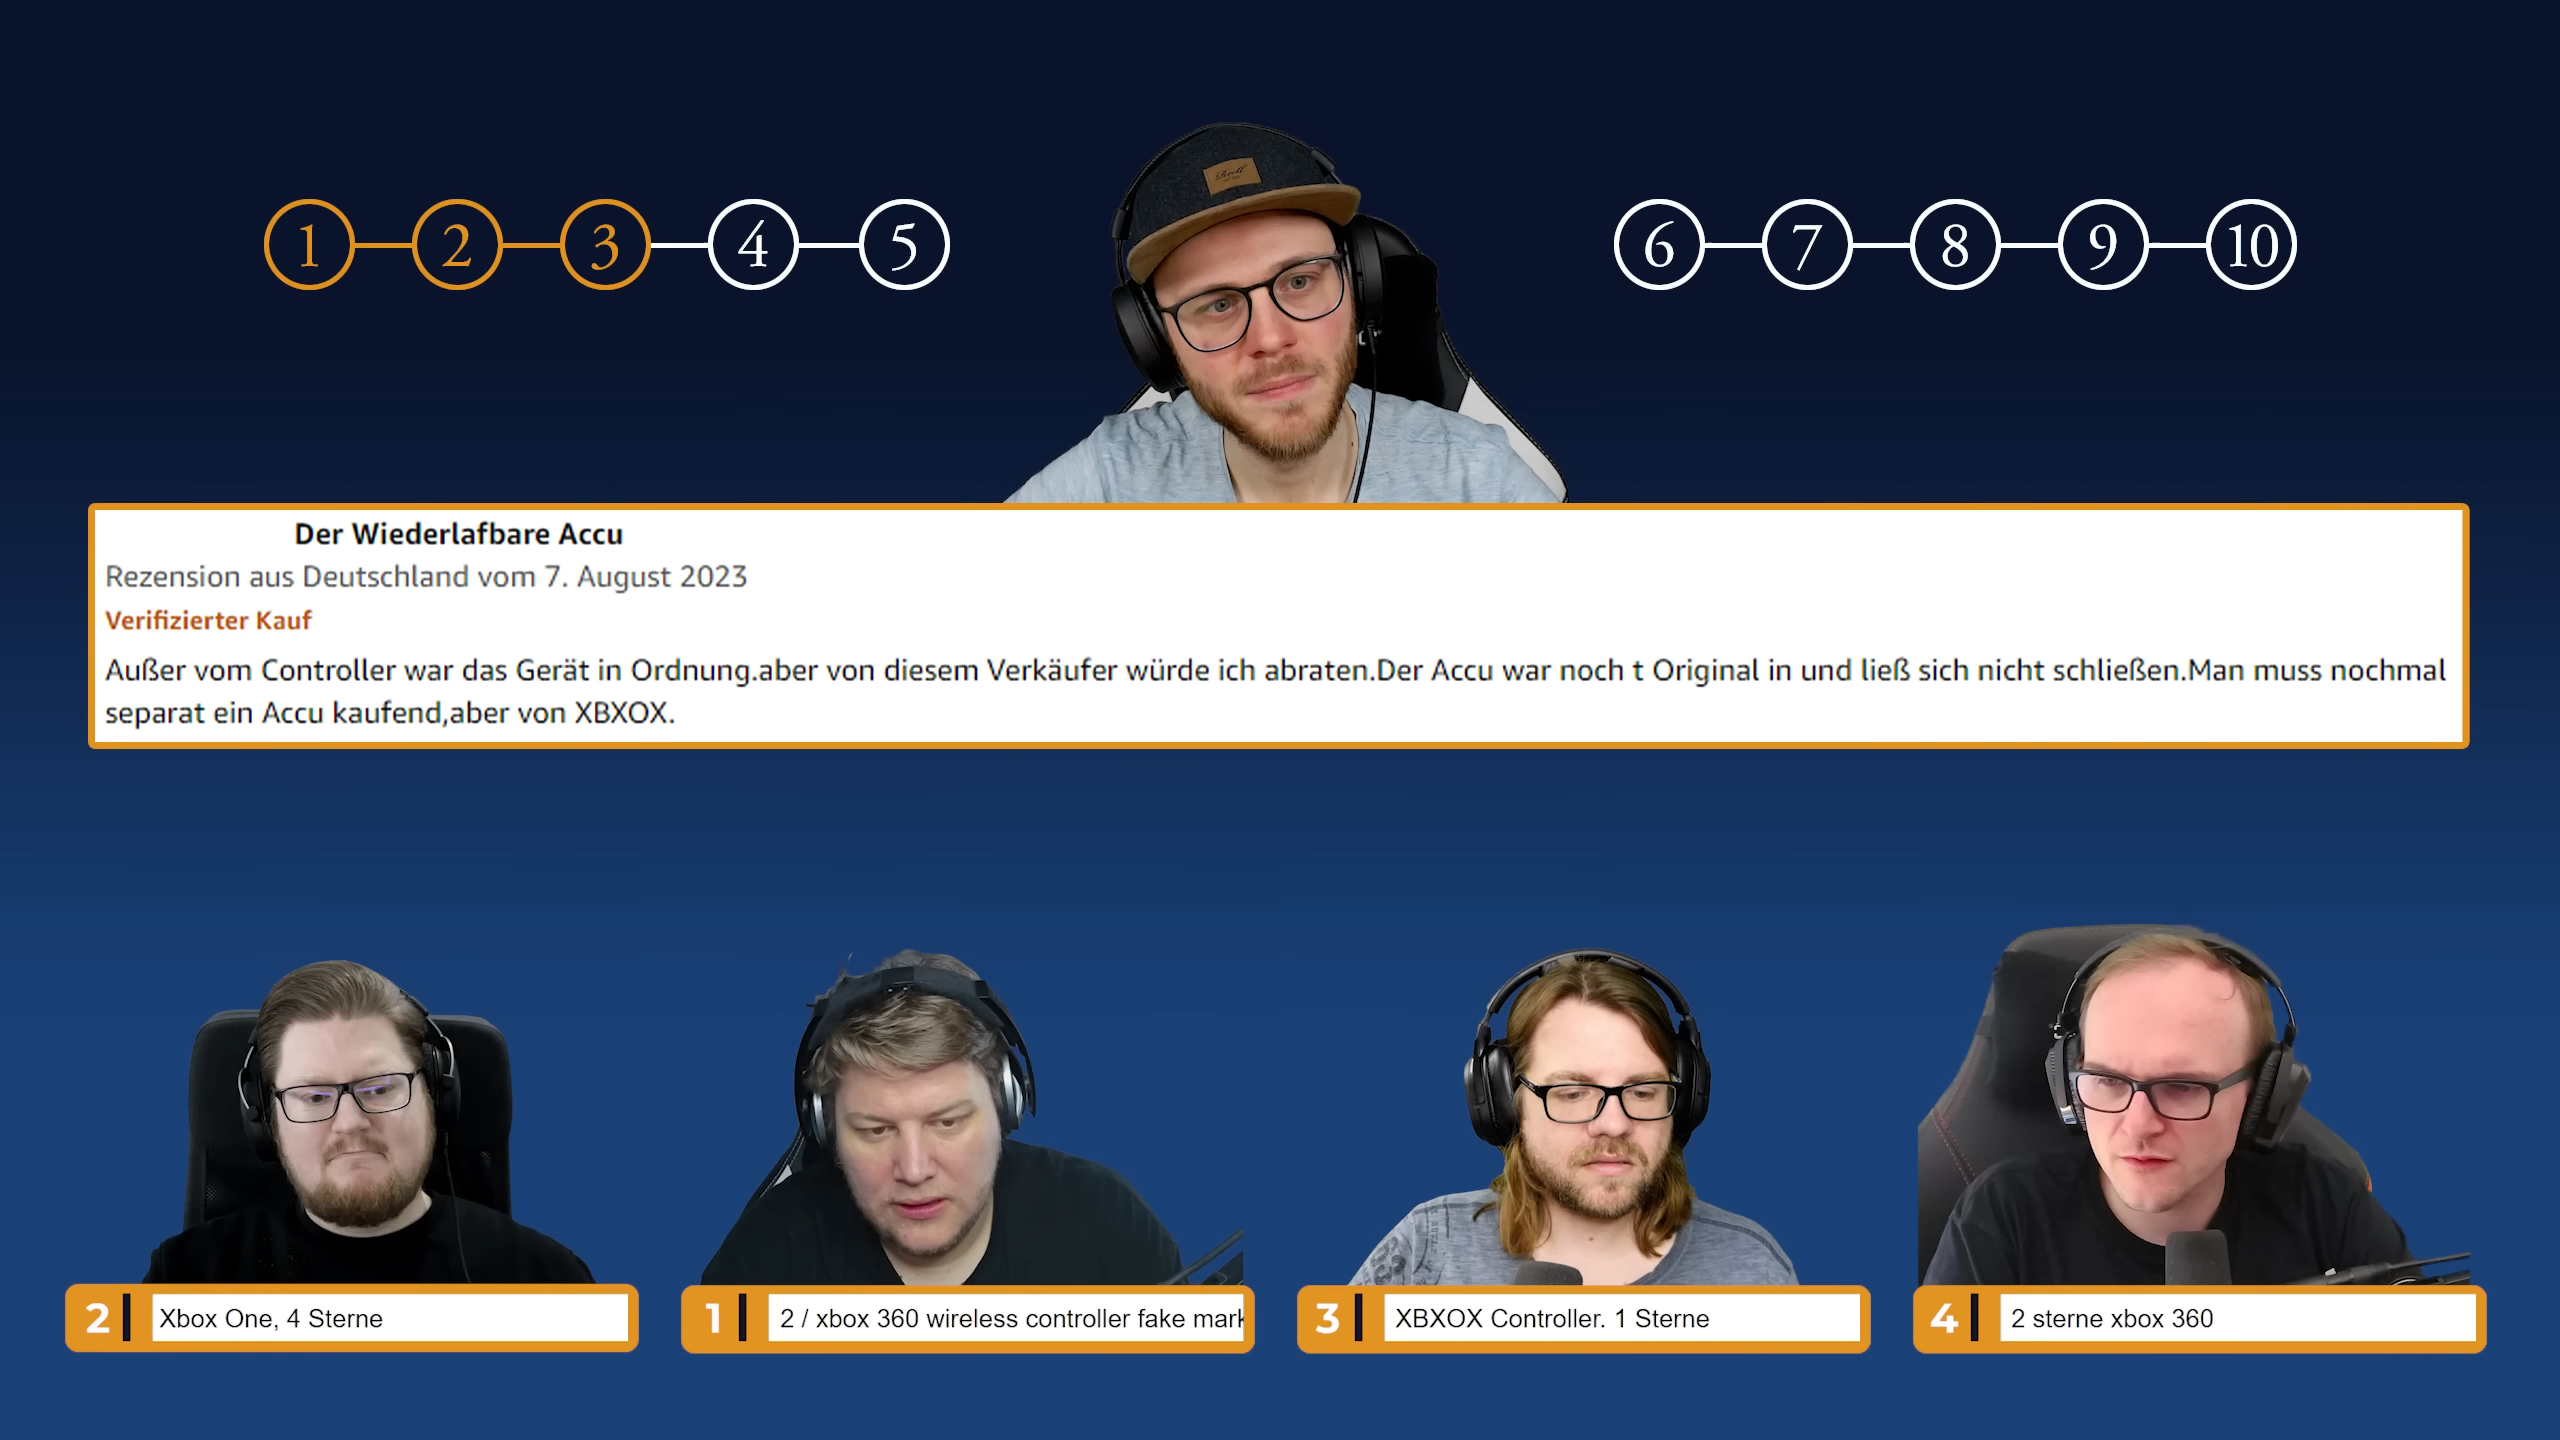 1 2 3 4 5 6 7 8 9 10
Der Wiederlafbare Accu
Rezension aus Deutschland vom 7. August 2023
Verifizierter Kauf
Außer vom Controller war das Gerät in Ordnung.aber von diesem Verkäufer würde ich abraten.Der Accu war noch t Original in und ließ sich nicht schließen.Man muss nochmal
separat ein Accu kaufend,aber von XBXOX.
2 Xbox One, 4 Sterne
1 2 / xbox 360 wireless controller fake mark
3 XBXOX Controller. 1 Sterne
4 2 sterne xbox 360